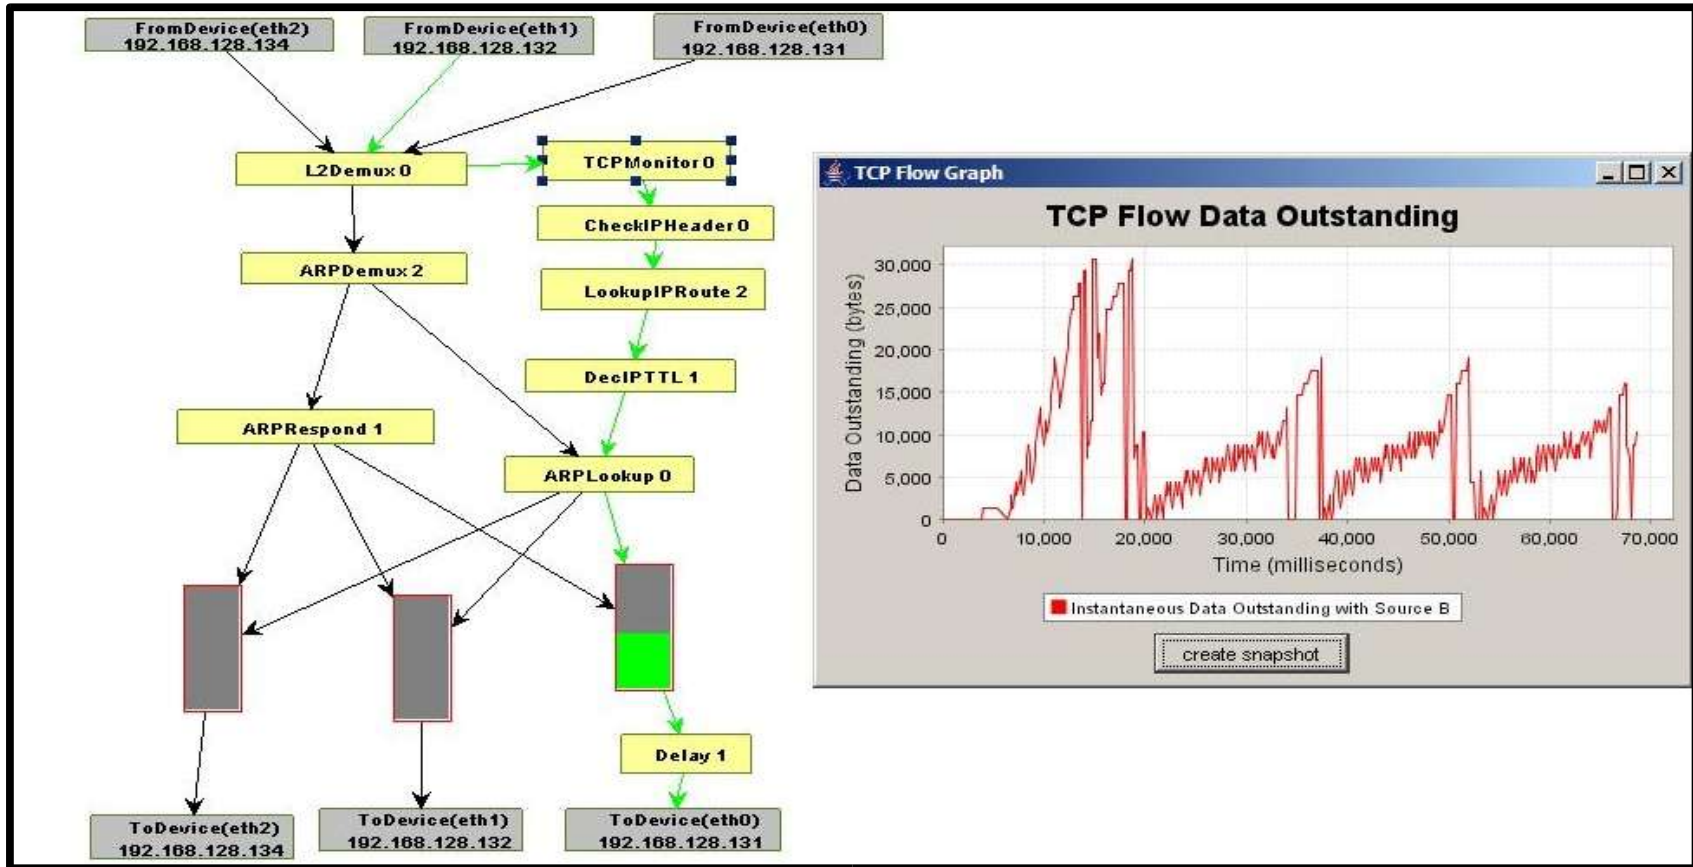 FromDevice(eth2)
192.168.128.134
FromDevice(eth1)
192.168.128.132
FromDevice(eth0)
192.168.128.131
L2Demux 0
TCPMonitor 0
CheckIPHeader 0
ARPDemux 2
LookupIPRoute 2
DecIPTTL 1
ARPRespond 1
ARPLookup 0
Delay 1
ToDevice(eth2)
192.168.128.134
ToDevice(eth1)
192.168.128.132
ToDevice(eth0)
192.168.128.131
TCP Flow Graph
TCP Flow Data Outstanding
Data Outstanding (bytes)
30,000
25,000
20,000
15,000
10,000
5,000
0
0 10,000 20,000 30,000 40,000 50,000 60,000 70,000
Time (milliseconds)
Instantaneous Data Outstanding with Source B
create snapshot